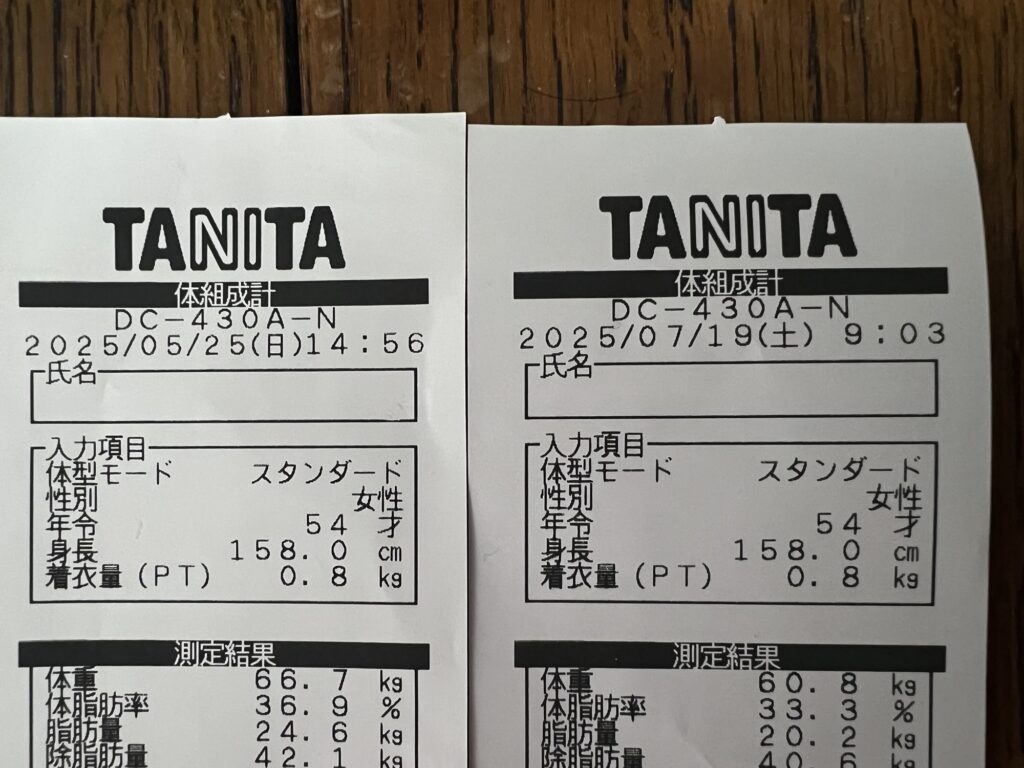 TANITA
体組成計
DC-430A-N
2025/05/25(日)14:56
氏名
入力項目
体型モード スタンダード
性別 女性
年令 54 才
身長 158.0 cm
着衣量(PT) 0.8 kg
測定結果
体重 66.7 kg
体脂肪率 36.9 %
脂肪量 24.6 kg
除脂肪量 42.1 kg
TANITA
体組成計
DC-430A-N
2025/07/19(土) 9:03
氏名
入力項目
体型モード スタンダード
性別 女性
年令 54 才
身長 158.0 cm
着衣量(PT) 0.8 kg
測定結果
体重 60.8 kg
体脂肪率 33.3 %
脂肪量 20.2 kg
除脂肪量 40.6 kg